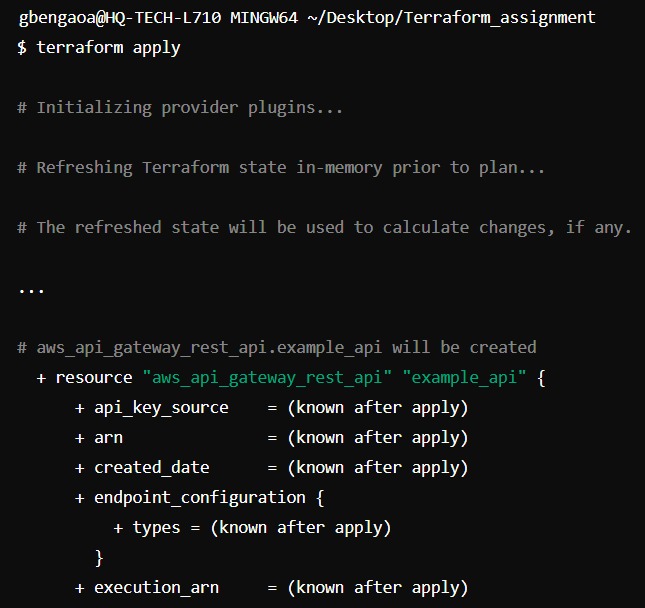 gbengaoa@HQ-TECH-L710 MINGW64 ~/Desktop/Terraform_assignment
$ terraform apply
# Initializing provider plugins...
# Refreshing Terraform state in-memory prior to plan...
# The refreshed state will be used to calculate changes, if any.
...
# aws_api_gateway_rest_api.example_api will be created
+ resource "aws_api_gateway_rest_api" "example_api" {
+ api_key_source = (known after apply)
+ arn = (known after apply)
+ created_date = (known after apply)
+ endpoint_configuration {
+ types = (known after apply)
}
+ execution_arn = (known after apply)